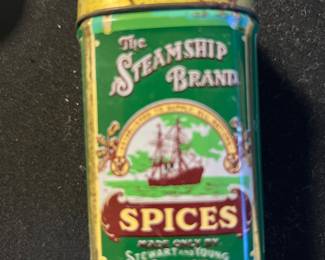 The
STEAMSHIP
BRAND
SPICES
MADE ONLY BY
STEWART AND YOUNG